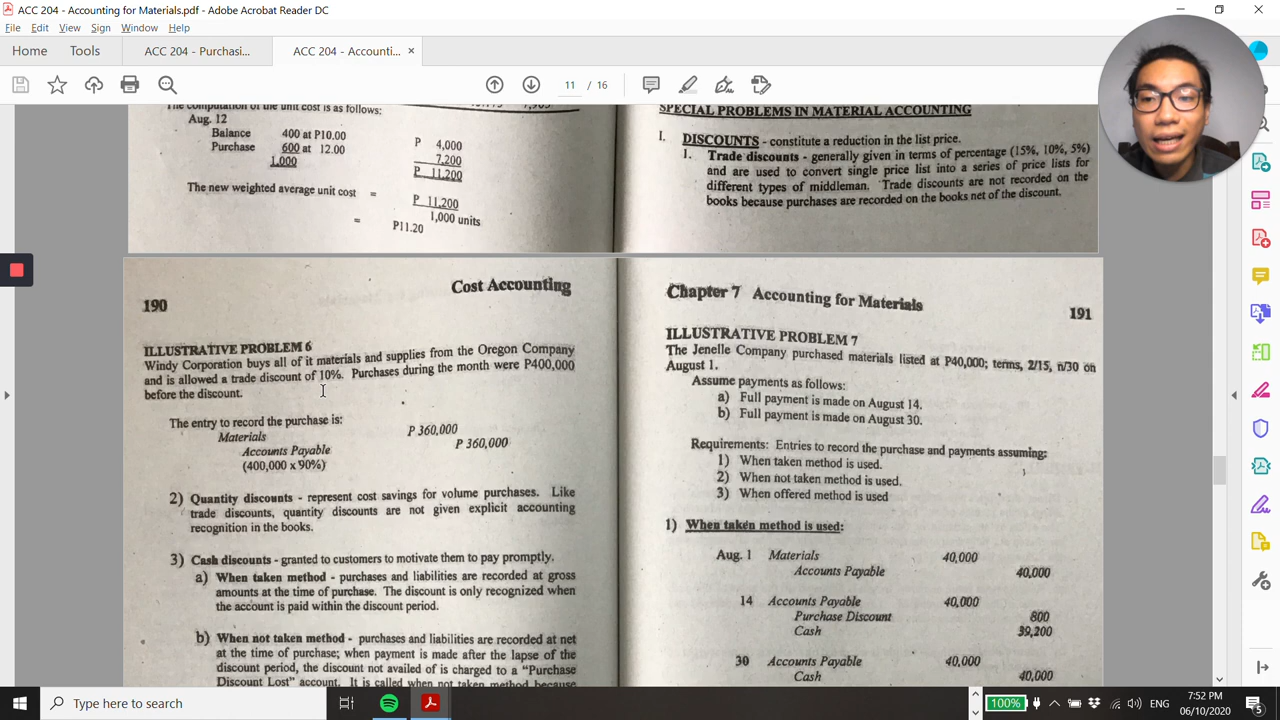 ACC 204 - Accounting for Materials.pdf - Adobe Acrobat Reader DC
File Edit View Sign Window Help
Home Tools ACC 204 - Purchasi... ACC 204 - Accounti... ×
11 / 16
The computation of the unit cost is as follows:
Aug. 12
Balance 400 at P10.00 P 4,000
Purchase 600 at 12.00 7,200
1,000 P 11,200
The new weighted average unit cost = P 11,200
1,000 units
= P11.20
SPECIAL PROBLEMS IN MATERIAL ACCOUNTING
I. DISCOUNTS - constitute a reduction in the list price.
1. Trade discounts - generally given in terms of percentage (15%, 10%, 5%)
and are used to convert single price list into a series of price lists for
different types of middleman. Trade discounts are not recorded on the
books because purchases are recorded on the books net of the discount.
190
Cost Accounting
ILLUSTRATIVE PROBLEM 6
Windy Corporation buys all of it materials and supplies from the Oregon Company
and is allowed a trade discount of 10%. Purchases during the month were P400,000
before the discount.
The entry to record the purchase is:
Materials P 360,000
Accounts Payable P 360,000
(400,000 x 90%)
2) Quantity discounts - represent cost savings for volume purchases. Like
trade discounts, quantity discounts are not given explicit accounting
recognition in the books.
3) Cash discounts - granted to customers to motivate them to pay promptly.
a) When taken method - purchases and liabilities are recorded at gross
amounts at the time of purchase. The discount is only recognized when
the account is paid within the discount period.
b) When not taken method - purchases and liabilities are recorded at net
at the time of purchase; when payment is made after the lapse of the
discount period, the discount not availed of is charged to a "Purchase
Discount Lost" account. It is called when not taken method because
Chapter 7 Accounting for Materials
191
ILLUSTRATIVE PROBLEM 7
The Jenelle Company purchased materials listed at P40,000; terms, 2/15, n/30 on
August 1.
Assume payments as follows:
a) Full payment is made on August 14.
b) Full payment is made on August 30.
Requirements: Entries to record the purchase and payments assuming:
1) When taken method is used.
2) When not taken method is used.
3) When offered method is used
1) When taken method is used:
Aug. 1 Materials 40,000
Accounts Payable 40,000
14 Accounts Payable 40,000
Purchase Discount 800
Cash 39,200
30 Accounts Payable 40,000
Cash 40,000
Type here to search
100%
ENG
7:52 PM
06/10/2020
5